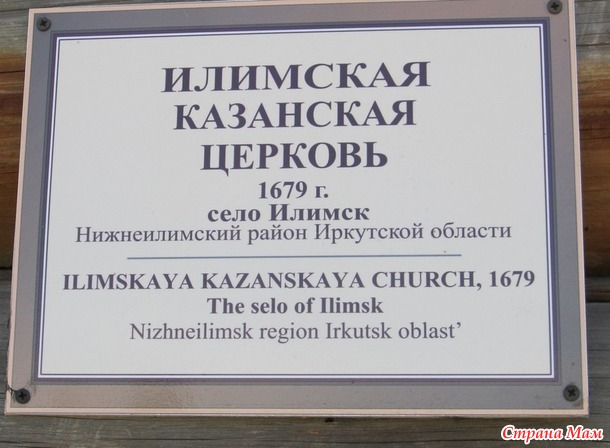 ИЛИМСКАЯ
КАЗАНСКАЯ
ЦЕРКОВЬ
1679 г.
село Илимск
Нижнеилимский район Иркутской области
ILIMSKAYA KAZANSKAYA CHURCH, 1679
The selo of Ilimsk
Nizhneilimsk region Irkutsk oblast’
Страна Мам